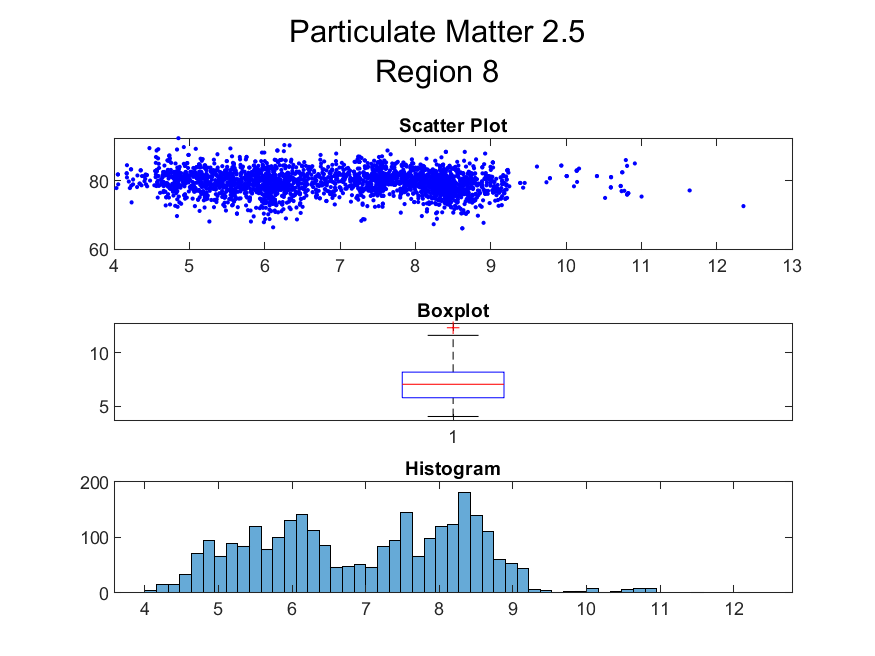 Particulate Matter 2.5
Region 8
Scatter Plot
80
60
4 5 6 7 8 9 10 11 12 13
Boxplot
10
5
1
Histogram
200
100
0
4 5 6 7 8 9 10 11 12